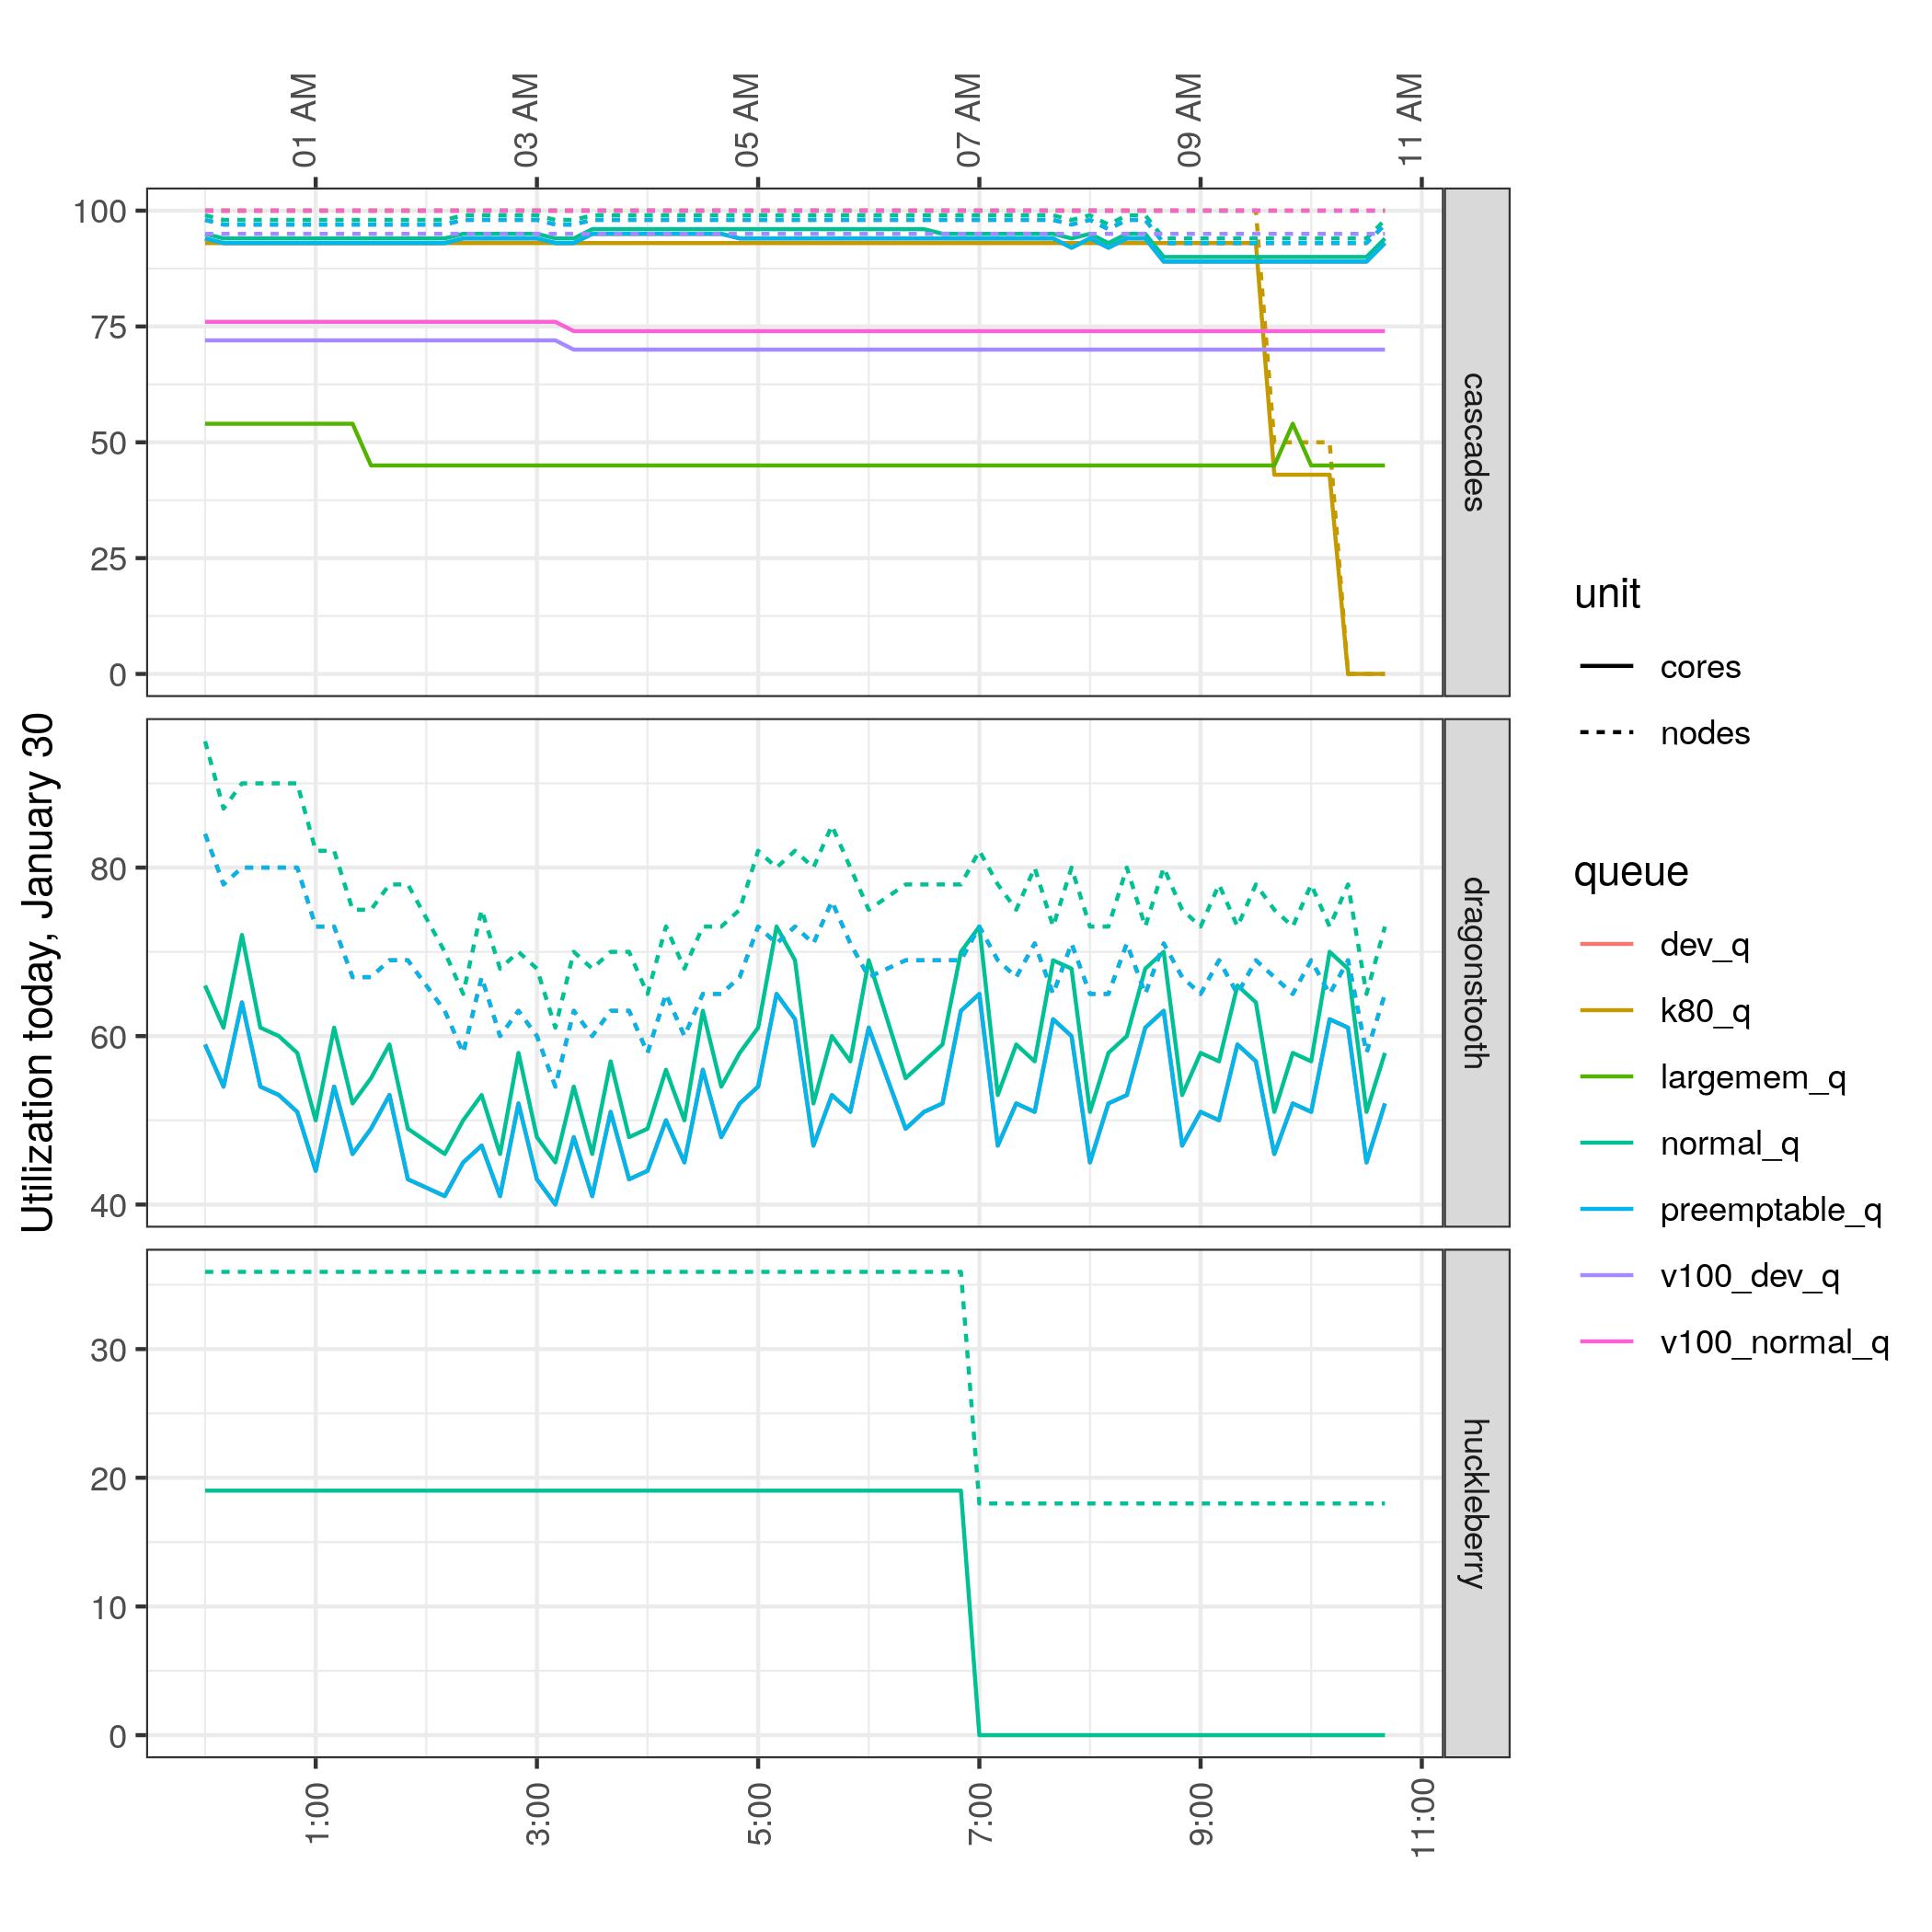 01 AM
03 AM
05 AM
07 AM
09 AM
11 AM
Utilization today, January 30
100
75
50
25
0
cascades
80
60
40
dragonstooth
30
20
10
0
huckleberry
1:00
3:00
5:00
7:00
9:00
11:00
unit
cores
nodes
queue
dev_q
k80_q
largemem_q
normal_q
preemptable_q
v100_dev_q
v100_normal_q